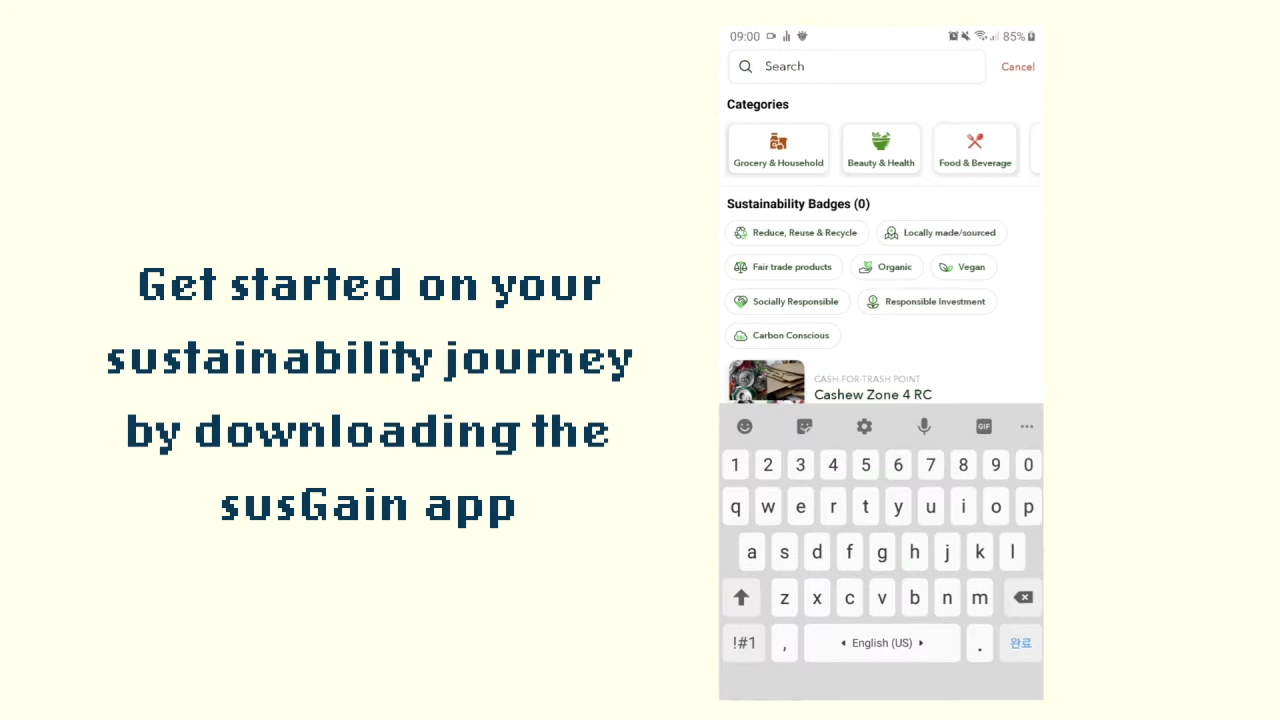 Get started on your
sustainability journey
by downloading the
susGain app
09:00 85%
Search Cancel
Categories
Grocery & Household Beauty & Health Food & Beverage
Sustainability Badges (0)
Reduce, Reuse & Recycle Locally made/sourced
Fair trade products Organic Vegan
Socially Responsible Responsible Investment
Carbon Conscious
CASH-FOR-TRASH POINT
Cashew Zone 4 RC
GIF
1 2 3 4 5 6 7 8 9 0
q w e r t y u i o p
a s d f g h j k l
z x c v b n m
!#1 , English (US) . 완료